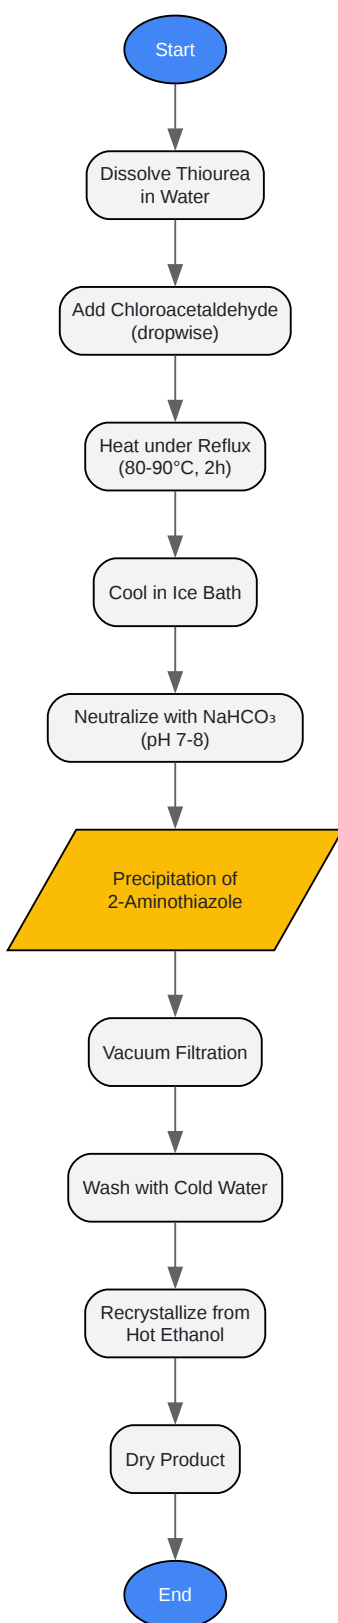 Start
Dissolve Thiourea
in Water
Add Chloroacetaldehyde
(dropwise)
Heat under Reflux
(80-90°C, 2h)
Cool in Ice Bath
Neutralize with NaHCO₃
(pH 7-8)
Precipitation of
2-Aminothiazole
Vacuum Filtration
Wash with Cold Water
Recrystallize from
Hot Ethanol
Dry Product
End